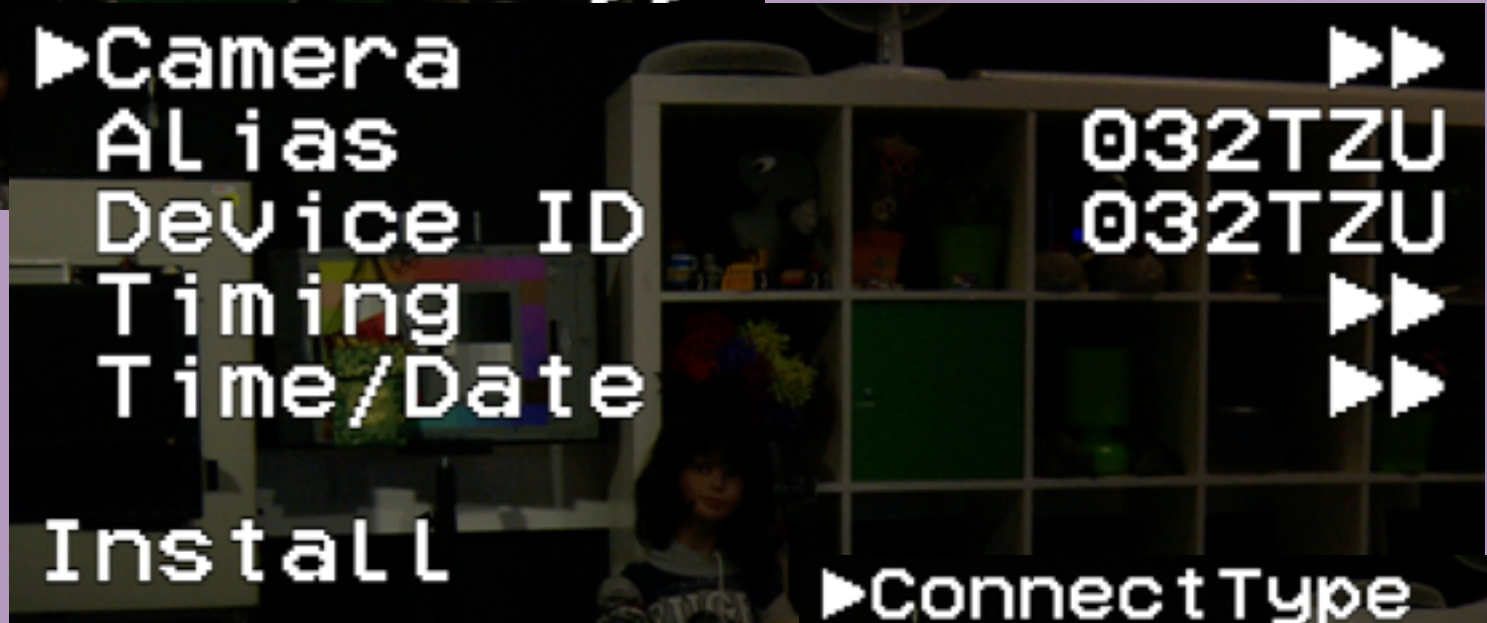 ▶Camera ▶▶
Alias 032TZU
Device ID 032TZU
Timing ▶▶
Time/Date ▶▶
Install
▶ConnectType